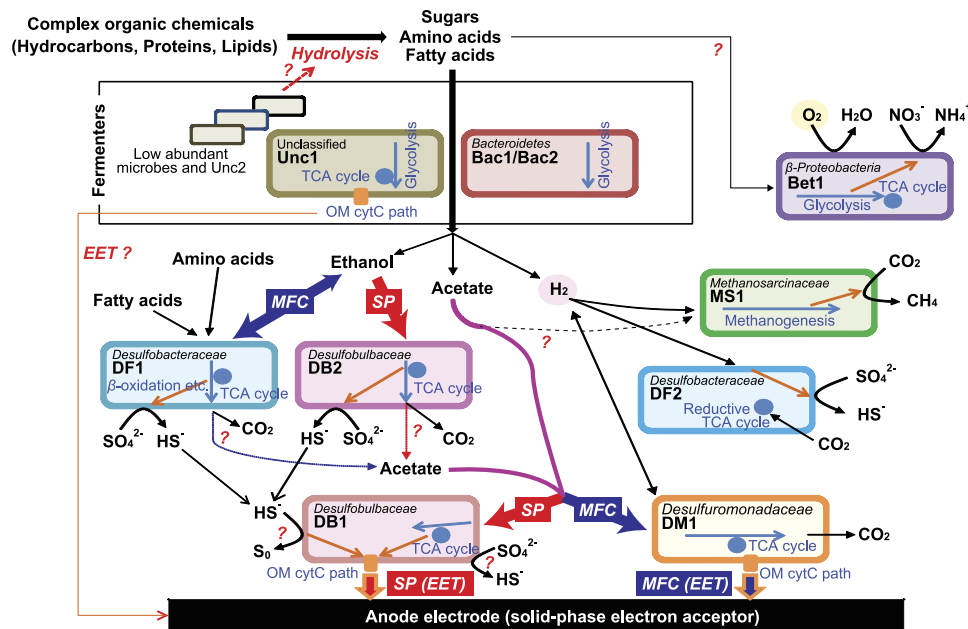 Complex organic chemicals
(Hydrocarbons, Proteins, Lipids)
Hydrolysis
?
Sugars
Amino acids
Fatty acids
?
Fermenters
Low abundant
microbes and Unc2
Unclassified
Unc1
TCA cycle
Glycolysis
OM cytC path
Bacteroidetes
Bac1/Bac2
Glycolysis
O2
H2O
NO3-
NH4+
β-Proteobacteria
Bet1
TCA cycle
Glycolysis
EET ?
Amino acids
Fatty acids
Ethanol
MFC
SP
Acetate
H2
?
Methanosarcinaceae
MS1
Methanogenesis
CO2
CH4
Desulfobacteraceae
DF1
β-oxidation etc.
TCA cycle
SO42-
HS-
?
CO2
Desulfobulbaceae
DB2
TCA cycle
HS-
SO42-
?
CO2
Acetate
Desulfobacteraceae
DF2
Reductive
TCA cycle
SO42-
HS-
CO2
HS-
?
S0
Desulfobulbaceae
DB1
TCA cycle
OM cytC path
SO42-
?
HS-
SP
MFC
Desulfuromonadaceae
DM1
TCA cycle
CO2
OM cytC path
SP (EET)
MFC (EET)
Anode electrode (solid-phase electron acceptor)